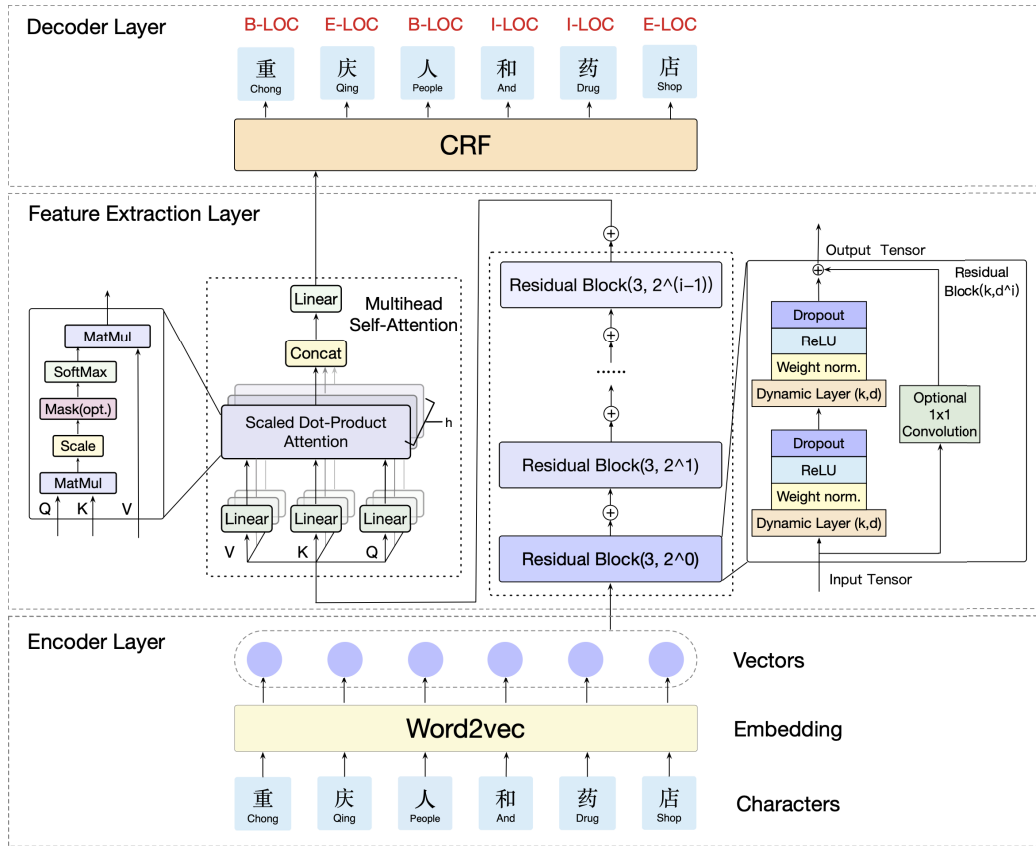 Decoder Layer
B-LOC E-LOC B-LOC I-LOC I-LOC E-LOC
重 庆 人 和 药 店
Chong Qing People And Drug Shop
CRF
Feature Extraction Layer
MatMul
SoftMax
Mask(opt.)
Scale
MatMul
Q K V
Linear
Multihead
Self-Attention
Concat
Scaled Dot-Product
Attention
h
Linear Linear Linear
V K Q
Residual Block(3, 2^(i−1))
......
Residual Block(3, 2^1)
Residual Block(3, 2^0)
Output Tensor
Residual
Block(k,d^i)
Dropout
ReLU
Weight norm.
Dynamic Layer (k,d)
Optional
1x1
Convolution
Dropout
ReLU
Weight norm.
Dynamic Layer (k,d)
Input Tensor
Encoder Layer
Vectors
Word2vec
Embedding
重 庆 人 和 药 店
Chong Qing People And Drug Shop
Characters